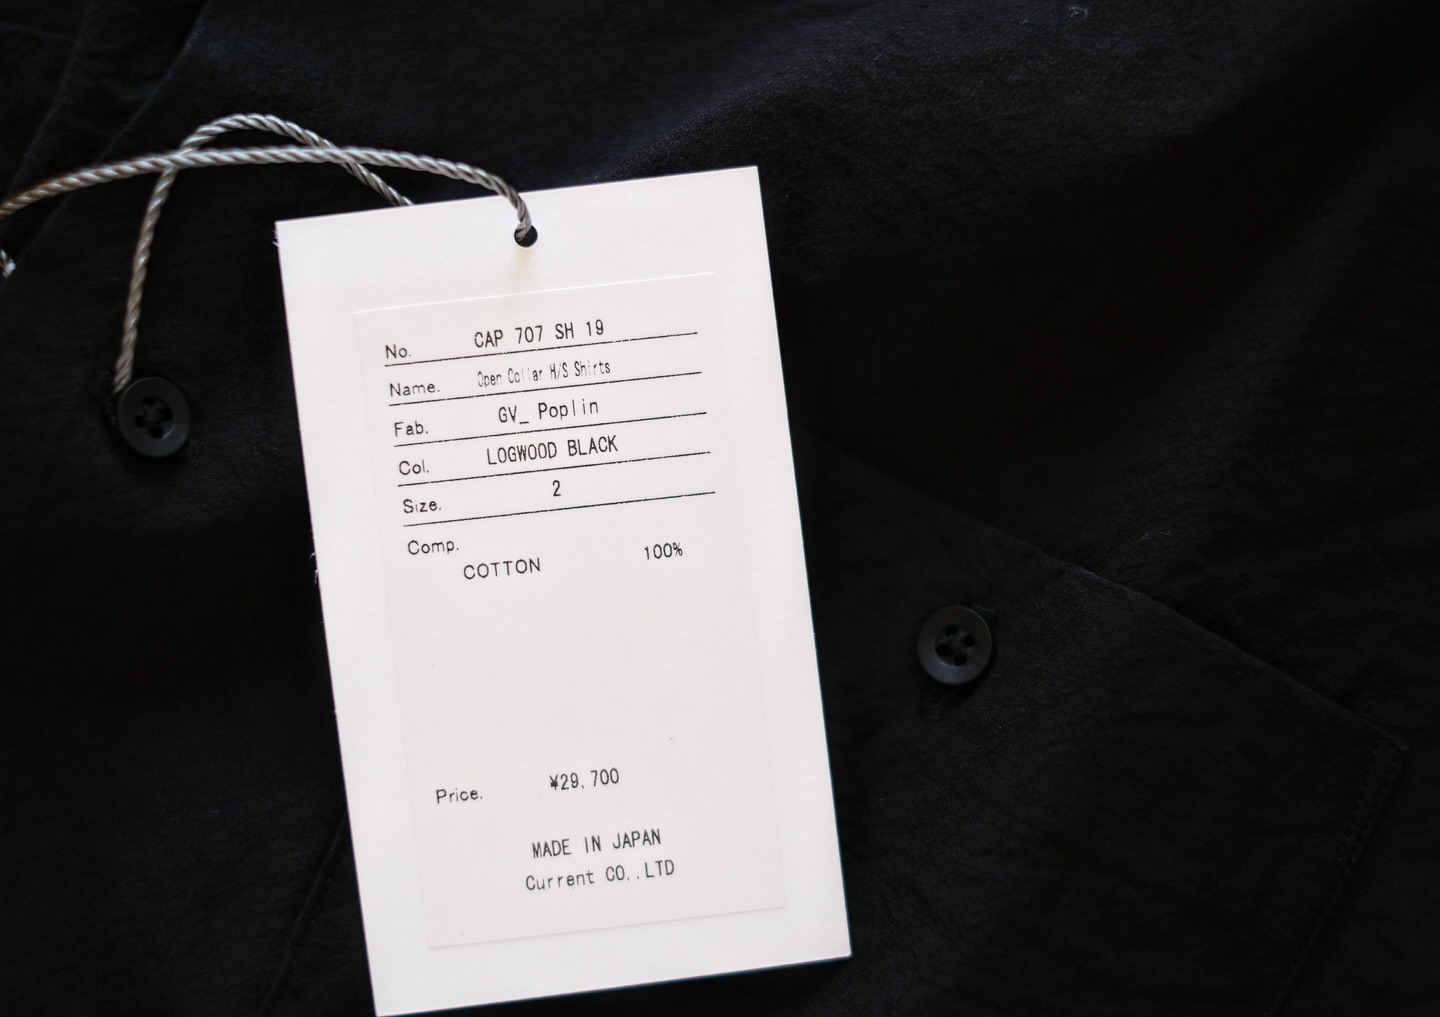 No. CAP 707 SH 19
Name. Open Collar H/S Shirts
Fab. GV_ Poplin
Col. LOGWOOD BLACK
Size. 2
Comp.
COTTON 100%
Price. ¥29,700
MADE IN JAPAN
Current CO,.LTD